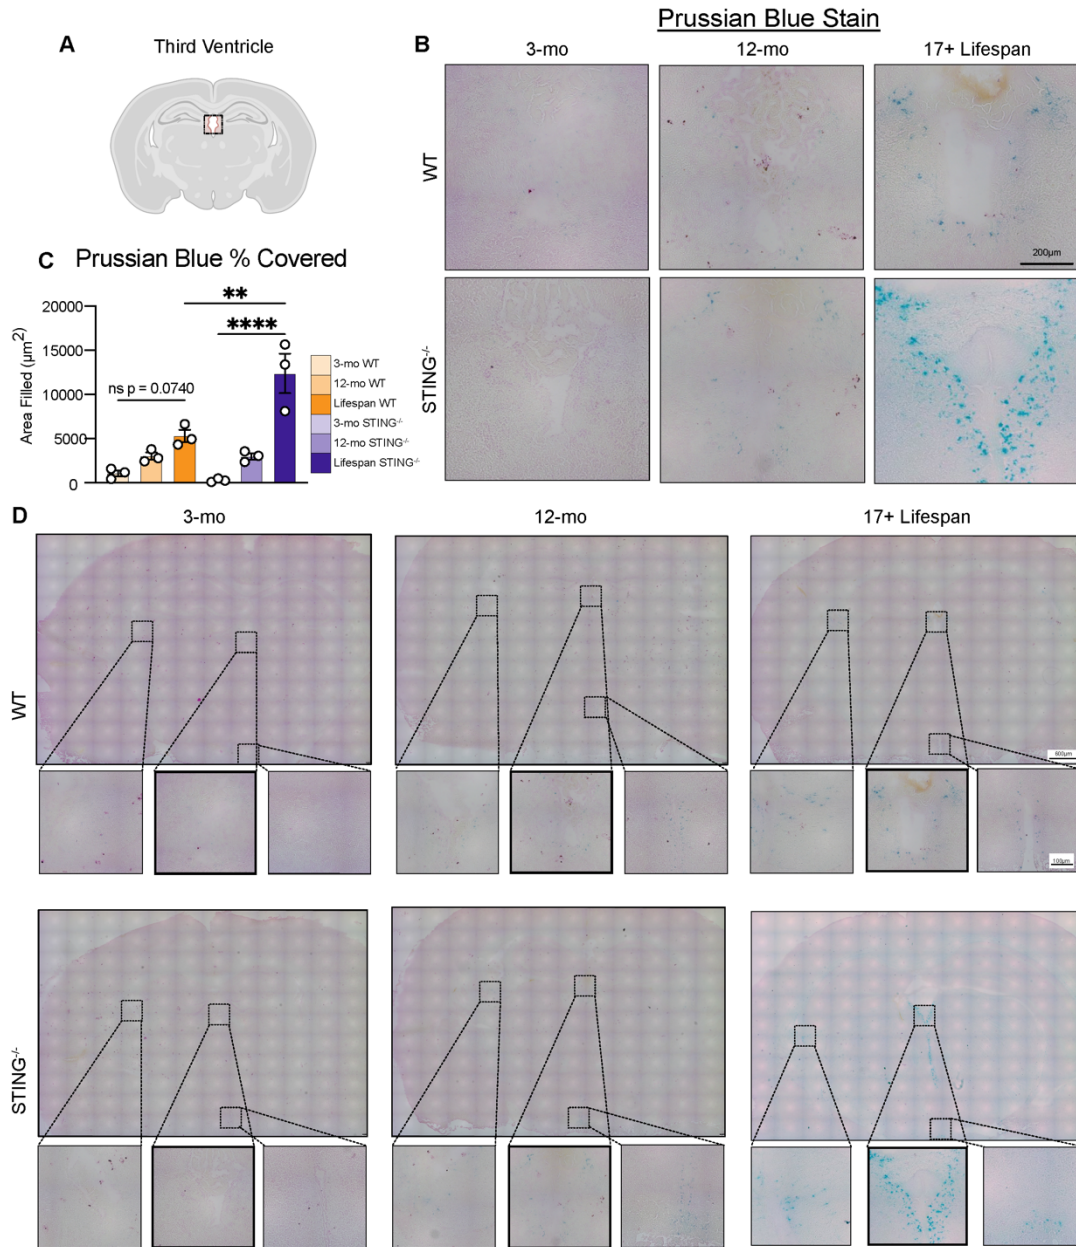 Prussian Blue Stain
A
Third Ventricle
B
3-mo
12-mo
17+ Lifespan
WT
200µm
STING-/-
C
Prussian Blue % Covered
Area Filled (µm²)
20000
15000
10000
5000
0
**
****
ns p = 0.0740
3-mo WT
12-mo WT
Lifespan WT
3-mo STING-/-
12-mo STING-/-
Lifespan STING-/-
D
3-mo
12-mo
17+ Lifespan
WT
600µm
100µm
STING-/-